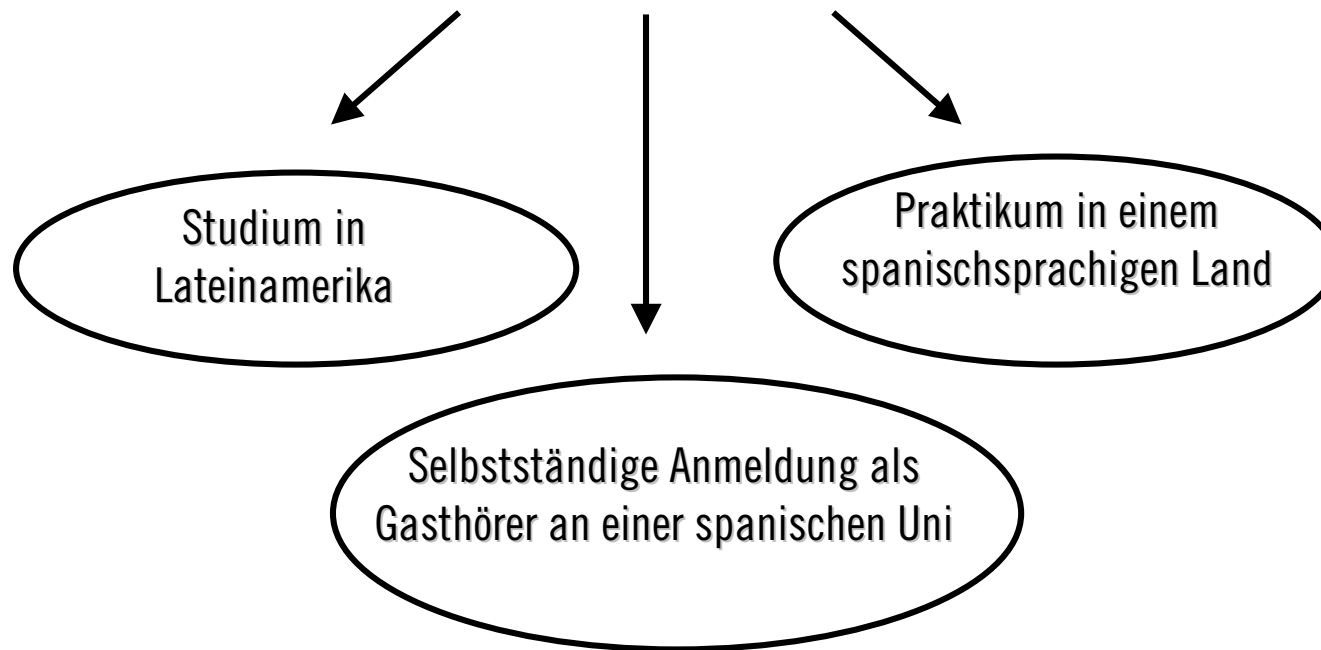 Studium in
Lateinamerika
Praktikum in einem
spanischsprachigen Land
Selbstständige Anmeldung als
Gasthörer an einer spanischen Uni